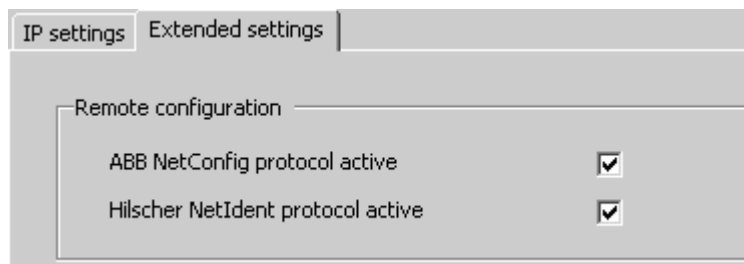 IP settings Extended settings
Remote configuration
ABB NetConfig protocol active
Hilscher NetIdent protocol active